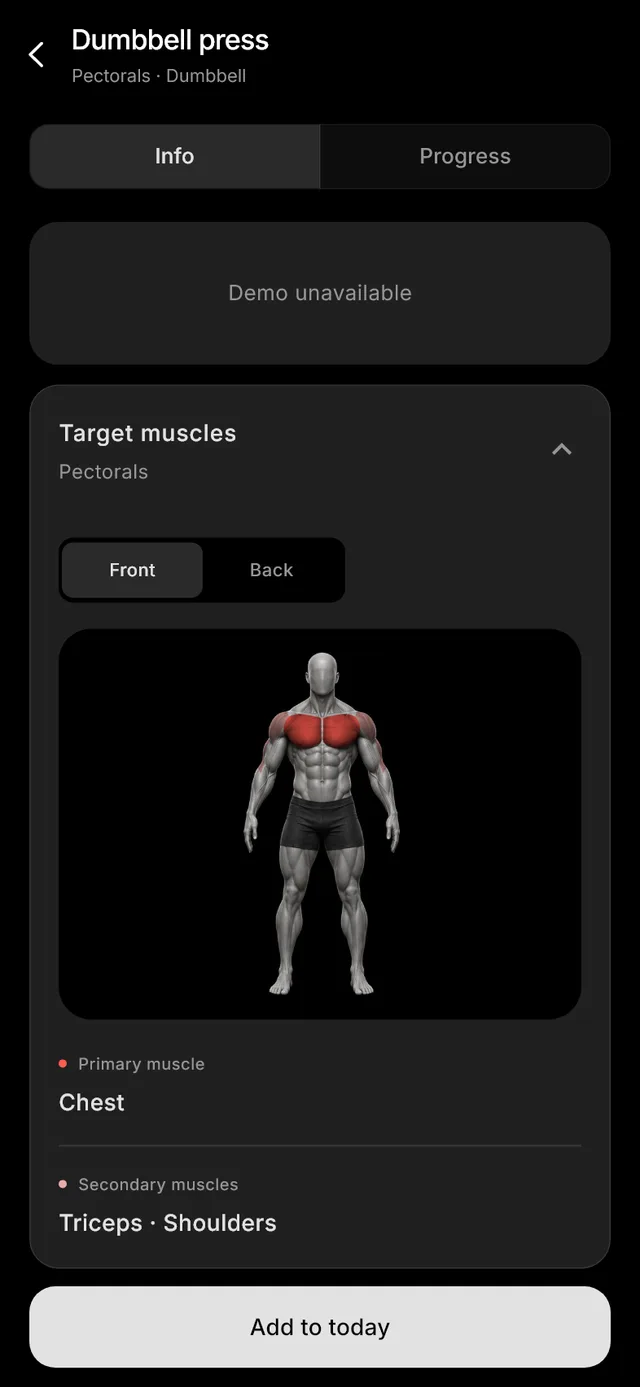 Dumbbell press
Pectorals · Dumbbell
Info
Progress
Demo unavailable
Target muscles
Pectorals
Front
Back
Primary muscle
Chest
Secondary muscles
Triceps · Shoulders
Add to today